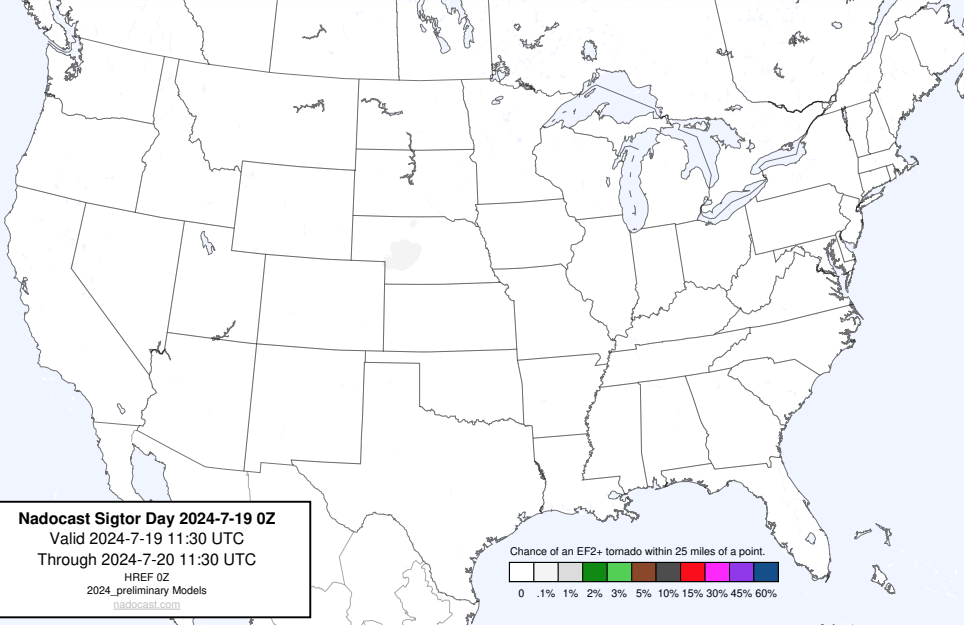 Nadocast Sigtor Day 2024-7-19 0Z
Valid 2024-7-19 11:30 UTC
Through 2024-7-20 11:30 UTC
HREF 0Z
2024_preliminary Models
nadocast.com
Chance of an EF2+ tornado within 25 miles of a point.
0 .1% 1% 2% 3% 5% 10% 15% 30% 45% 60%